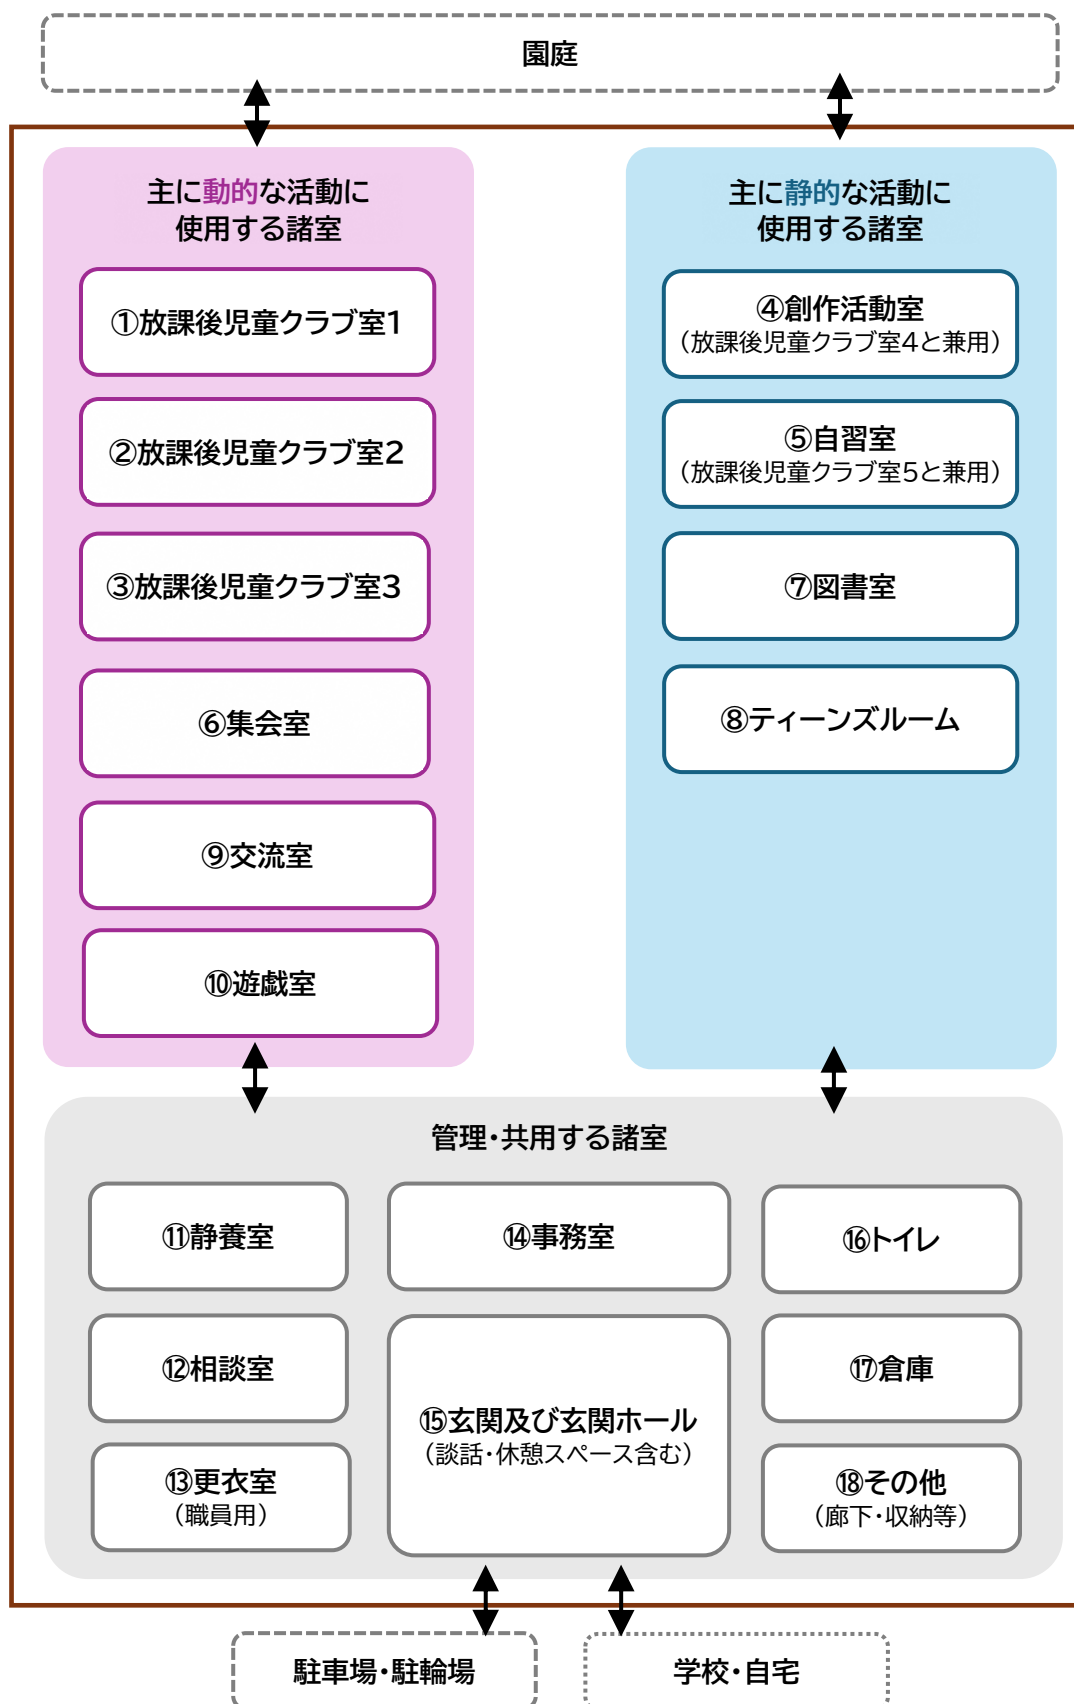 園庭
主に動的な活動に
使用する諸室
①放課後児童クラブ室1
②放課後児童クラブ室2
③放課後児童クラブ室3
⑥集会室
⑨交流室
⑩遊戯室
主に静的な活動に
使用する諸室
④創作活動室
（放課後児童クラブ室4と兼用）
⑤自習室
（放課後児童クラブ室5と兼用）
⑦図書室
⑧ティーンズルーム
管理・共用する諸室
⑪静養室
⑫相談室
⑬更衣室
（職員用）
⑭事務室
⑮玄関及び玄関ホール
（談話・休憩スペース含む）
⑯トイレ
⑰倉庫
⑱その他
（廊下・収納等）
駐車場・駐輪場
学校・自宅